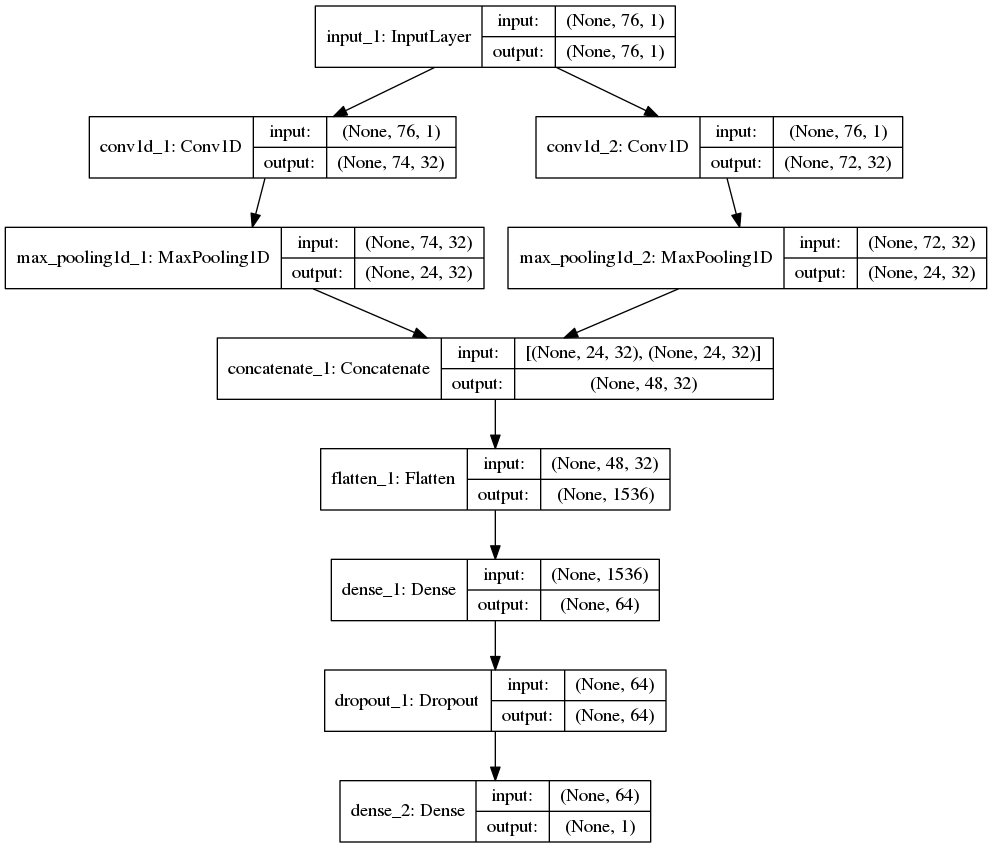 input_1: InputLayer
input: (None, 76, 1)
output: (None, 76, 1)
conv1d_1: Conv1D
input: (None, 76, 1)
output: (None, 74, 32)
conv1d_2: Conv1D
input: (None, 76, 1)
output: (None, 72, 32)
max_pooling1d_1: MaxPooling1D
input: (None, 74, 32)
output: (None, 24, 32)
max_pooling1d_2: MaxPooling1D
input: (None, 72, 32)
output: (None, 24, 32)
concatenate_1: Concatenate
input: [(None, 24, 32), (None, 24, 32)]
output: (None, 48, 32)
flatten_1: Flatten
input: (None, 48, 32)
output: (None, 1536)
dense_1: Dense
input: (None, 1536)
output: (None, 64)
dropout_1: Dropout
input: (None, 64)
output: (None, 64)
dense_2: Dense
input: (None, 64)
output: (None, 1)